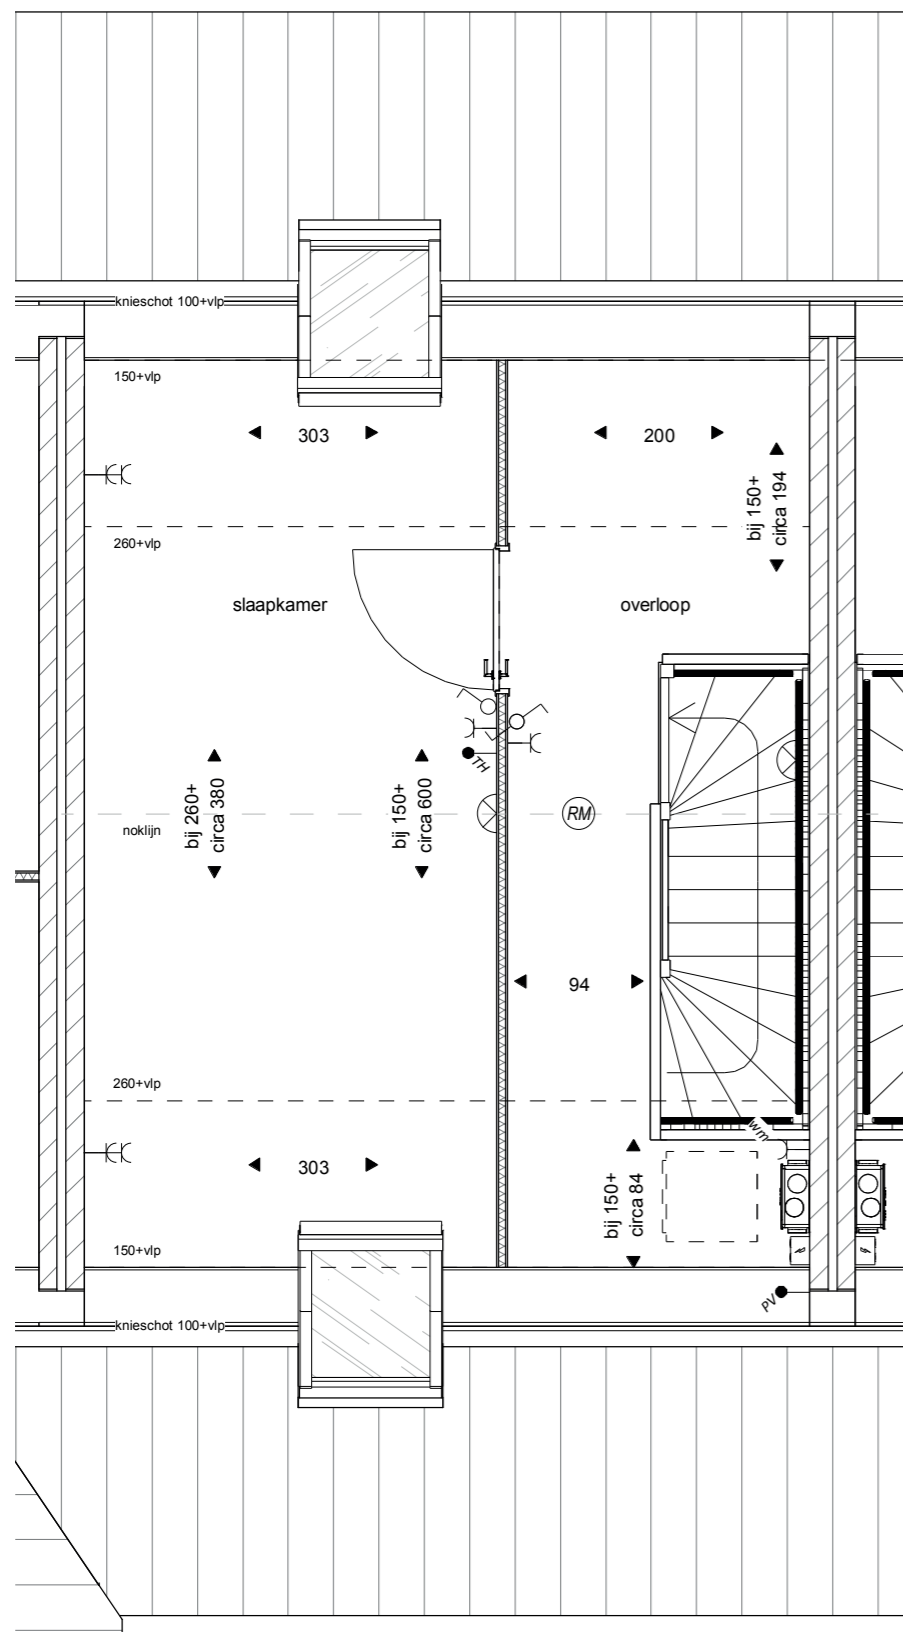 knieschot 100+vlp
150+vlp
303
200
bij 150+
circa 194
260+vlp
slaapkamer
overloop
TH
bij 260+
circa 380
bij 150+
circa 600
noklijn
RM
94
260+vlp
wm
303
bij 150+
circa 84
150+vlp
PV
knieschot 100+vlp